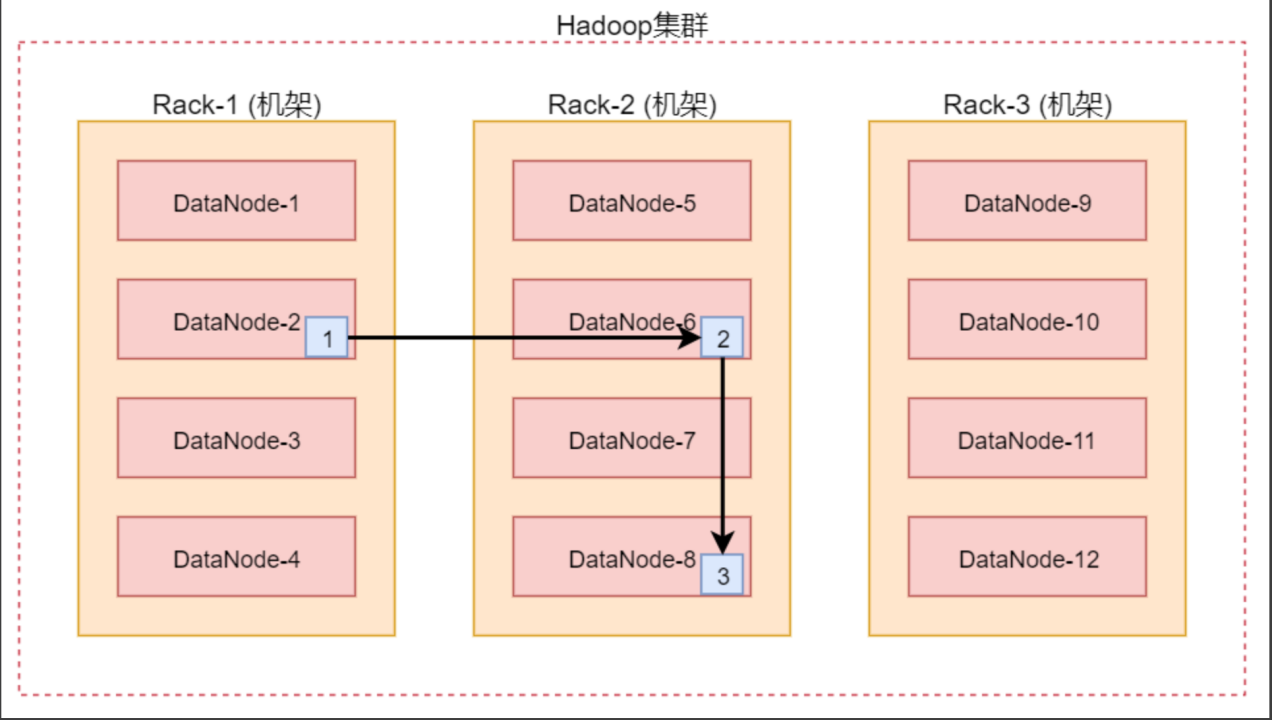 Hadoop集群
Rack-1 (机架)
DataNode-1
DataNode-2
1
DataNode-3
DataNode-4
Rack-2 (机架)
DataNode-5
DataNode-6
2
DataNode-7
DataNode-8
3
Rack-3 (机架)
DataNode-9
DataNode-10
DataNode-11
DataNode-12